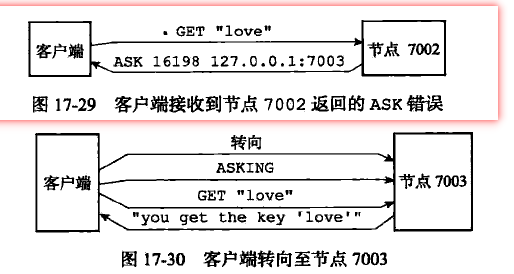 GET "love"
客户端
节点 7002
ASK 16198 127.0.0.1:7003
图 17-29 客户端接收到节点 7002 返回的 ASK 错误
转向
ASKING
客户端
节点 7003
GET "love"
"you get the key 'love'"
图 17-30 客户端转向至节点 7003